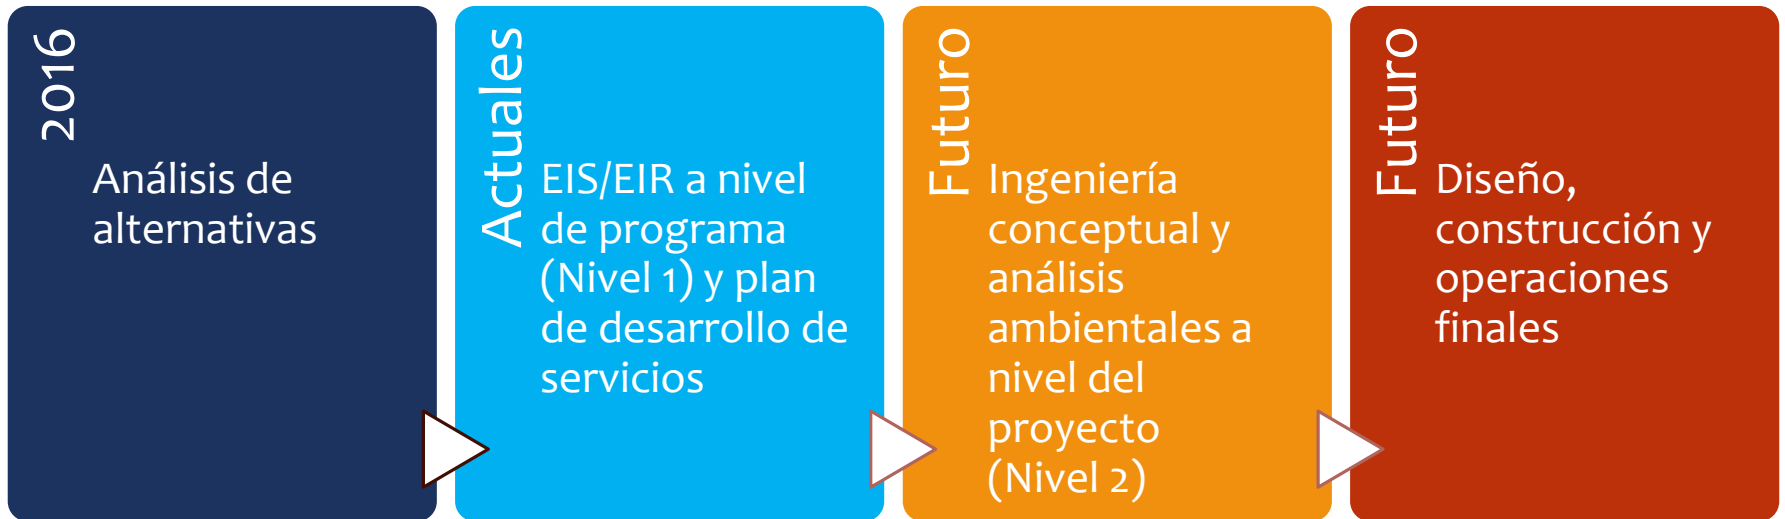 2016
Análisis de
alternativas
Actuales
EIS/EIR a nivel
de programa
(Nivel 1) y plan
de desarrollo de
servicios
Futuro
Ingeniería
conceptual y
análisis
ambientales a
nivel del
proyecto
(Nivel 2)
Futuro
Diseño,
construcción y
operaciones
finales